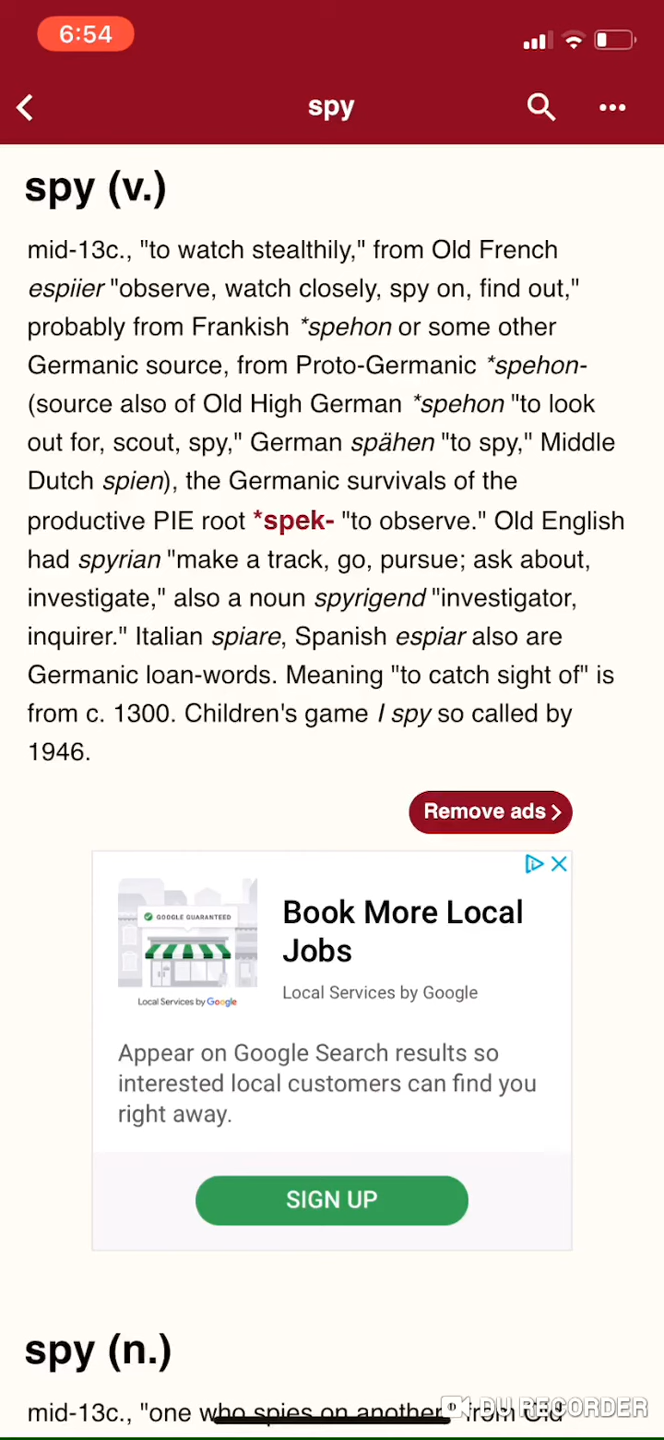 6:54
spy
spy (v.)
mid-13c., "to watch stealthily," from Old French
espiier "observe, watch closely, spy on, find out,"
probably from Frankish *spehon or some other
Germanic source, from Proto-Germanic *spehon-
(source also of Old High German *spehon "to look
out for, scout, spy," German spähen "to spy," Middle
Dutch spien), the Germanic survivals of the
productive PIE root *spek- "to observe." Old English
had spyrian "make a track, go, pursue; ask about,
investigate," also a noun spyrigend "investigator,
inquirer." Italian spiare, Spanish espiar also are
Germanic loan-words. Meaning "to catch sight of" is
from c. 1300. Children's game I spy so called by
1946.
Remove ads
GOOGLE GUARANTEED
Local Services by Google
Book More Local
Jobs
Local Services by Google
Appear on Google Search results so
interested local customers can find you
right away.
SIGN UP
spy (n.)
mid-13c., "one who spies on another," from Old
DU RECORDER